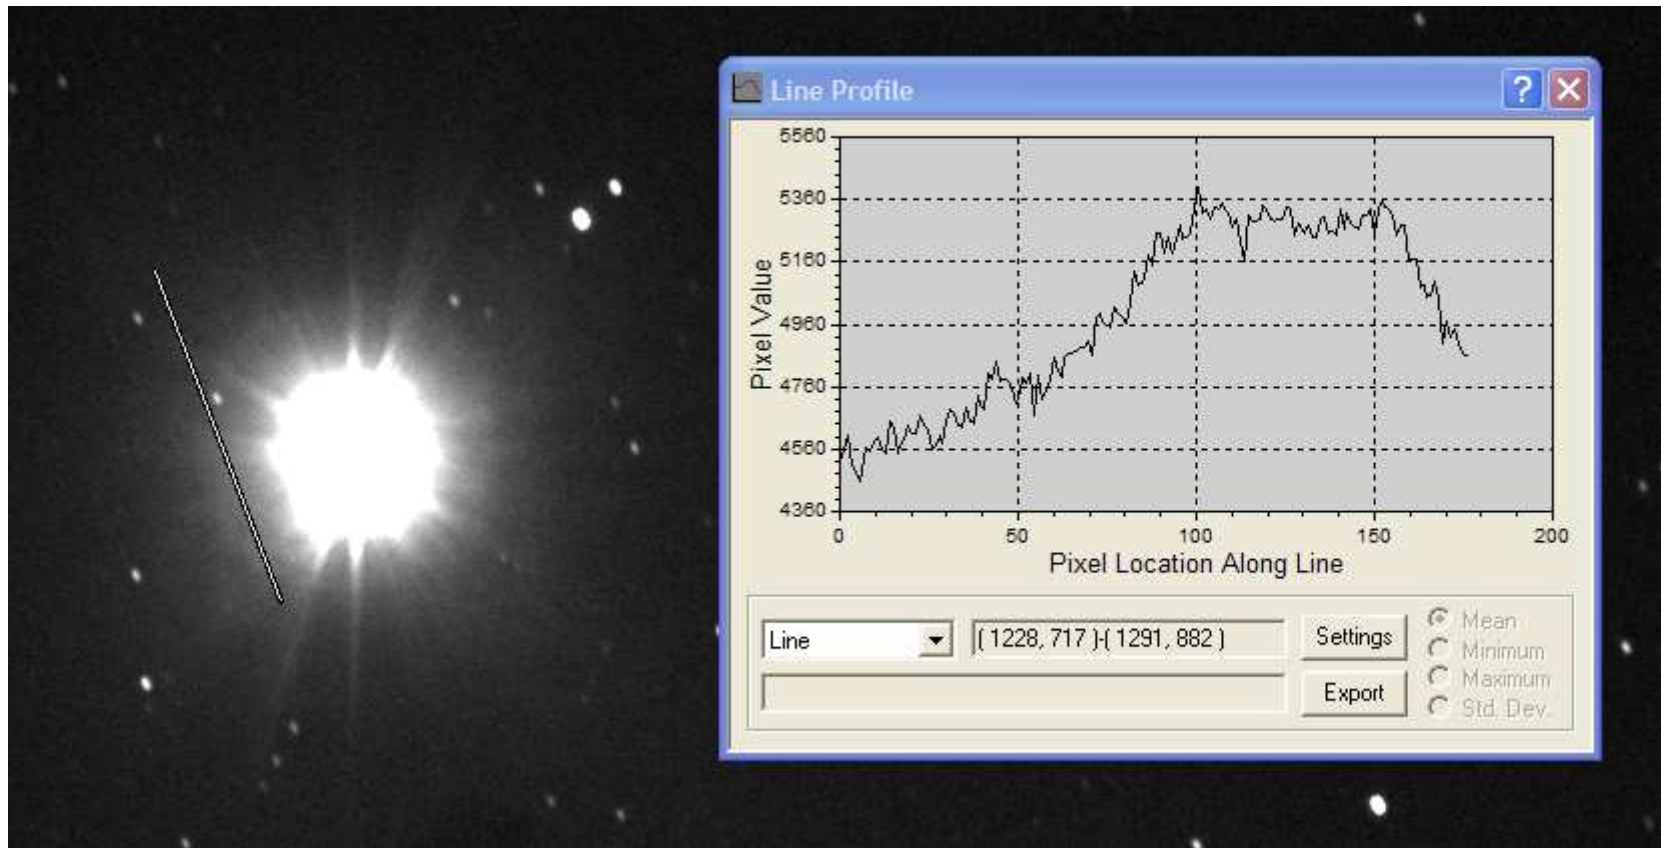 Line Profile
?
5560
5360
5160
4960
4760
4560
4360
Pixel Value
0 50 100 150 200
Pixel Location Along Line
Line
( 1228, 717 )-( 1291, 882 )
Settings
Export
Mean
Minimum
Maximum
Std. Dev.